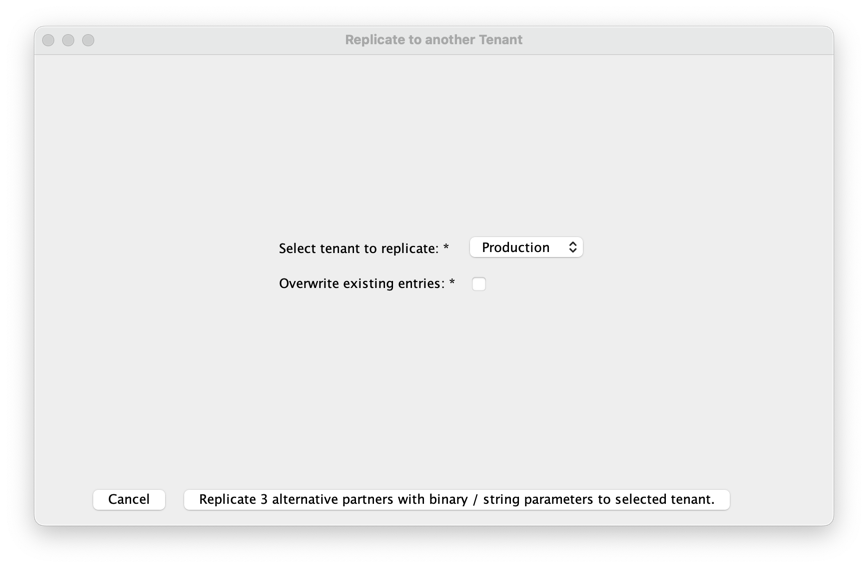 Replicate to another Tenant
Select tenant to replicate: * Production
Overwrite existing entries: *
Cancel Replicate 3 alternative partners with binary / string parameters to selected tenant.